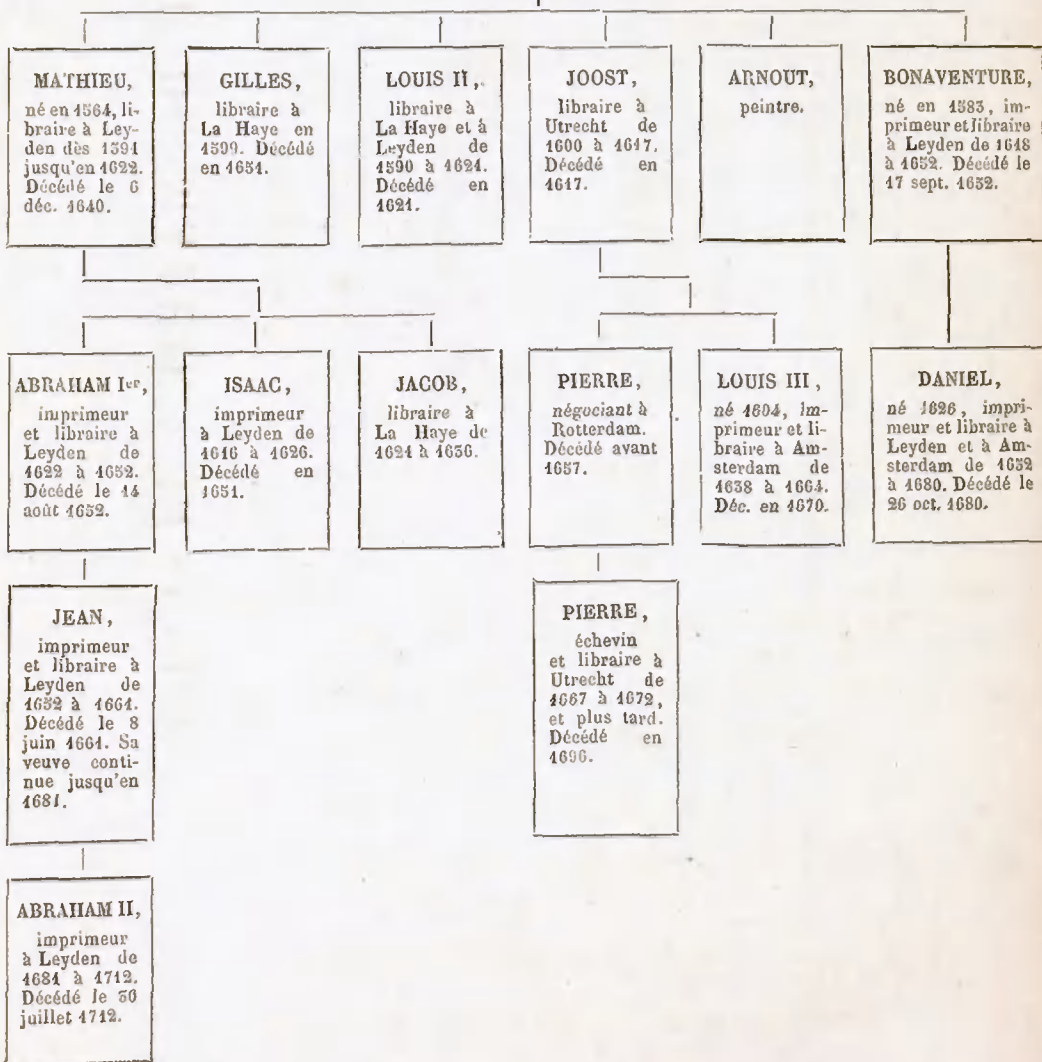 MATHIEU,
né en 1564, li-
braire à Ley-
den dès 1591
jusqu'en 1622.
Décédé le 6
déc. 1640.
GILLES,
libraire à
La Haye en
1599. Décédé
en 1651.
LOUIS II,
libraire à
La Haye et à
Leyden de
1590 à 1621.
Décédé en
1621.
JOOST,
libraire à
Utrecht de
1600 à 1617.
Décédé en
1617.
ARNOUT,
peintre.
BONAVENTURE,
né en 1583, im-
primeur et libraire
à Leyden de 1618
à 1652. Décédé le
17 sept. 1652.
ABRAHAM Ier,
imprimeur
et libraire à
Leyden de
1622 à 1652.
Décédé le 14
août 1652.
ISAAC,
imprimeur
à Leyden de
1616 à 1626.
Décédé en
1651.
JACOB,
libraire à
La Haye de
1621 à 1636.
PIERRE,
négociant à
Rotterdam.
Décédé avant
1657.
LOUIS III,
né 1604, im-
primeur et li-
braire à Am-
sterdam de
1638 à 1664.
Déc. en 1670.
DANIEL,
né 1626, impri-
meur et libraire à
Leyden et à Am-
sterdam de 1652
à 1680. Décédé le
26 oct. 1680.
JEAN,
imprimeur
et libraire à
Leyden de
1652 à 1661.
Décédé le 8
juin 1661. Sa
veuve conti-
nue jusqu'en
1681.
PIERRE,
échevin
et libraire à
Utrecht de
1667 à 1672,
et plus tard.
Décédé en
1696.
ABRAHAM II,
imprimeur
à Leyden de
1681 à 1712.
Décédé le 30
juillet 1712.